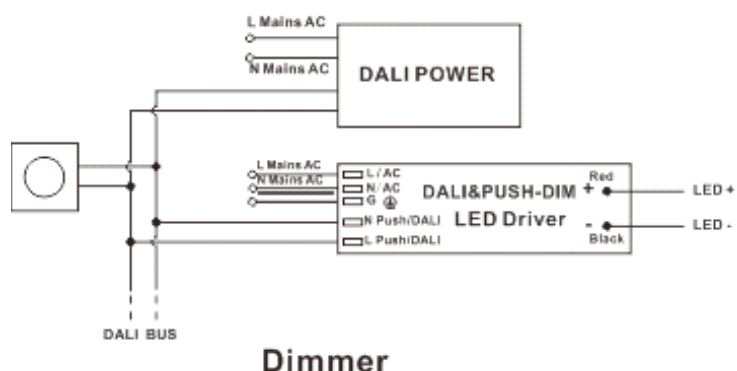 L Mains AC
N Mains AC
DALI POWER
L Mains AC
N Mains AC
L/AC
N/AC
G
N Push/DALI
L Push/DALI
DALI&PUSH-DIM
LED Driver
Red
+
-
Black
LED +
LED -
DALI BUS
Dimmer